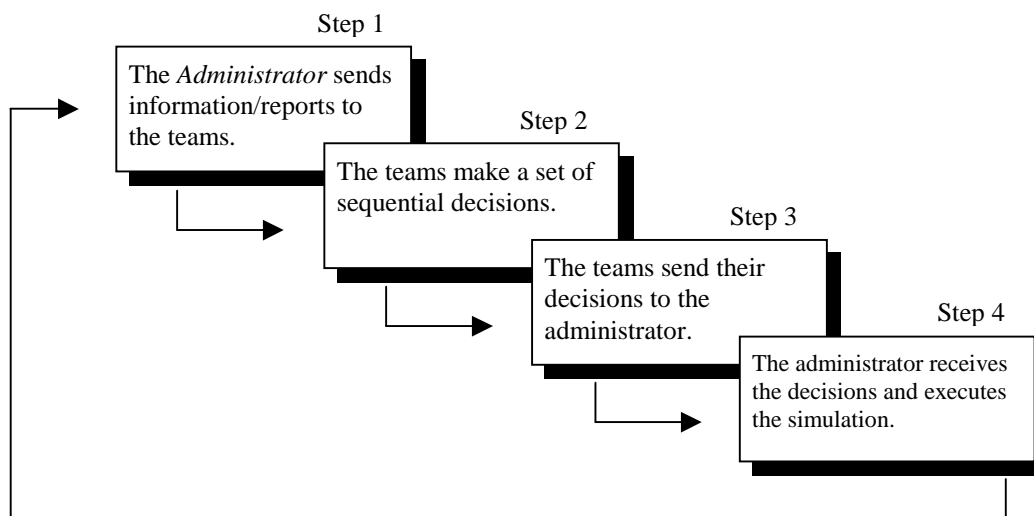 Step 1
The Administrator sends
information/reports to
the teams.
Step 2
The teams make a set of
sequential decisions.
Step 3
The teams send their
decisions to the
administrator.
Step 4
The administrator receives
the decisions and executes
the simulation.